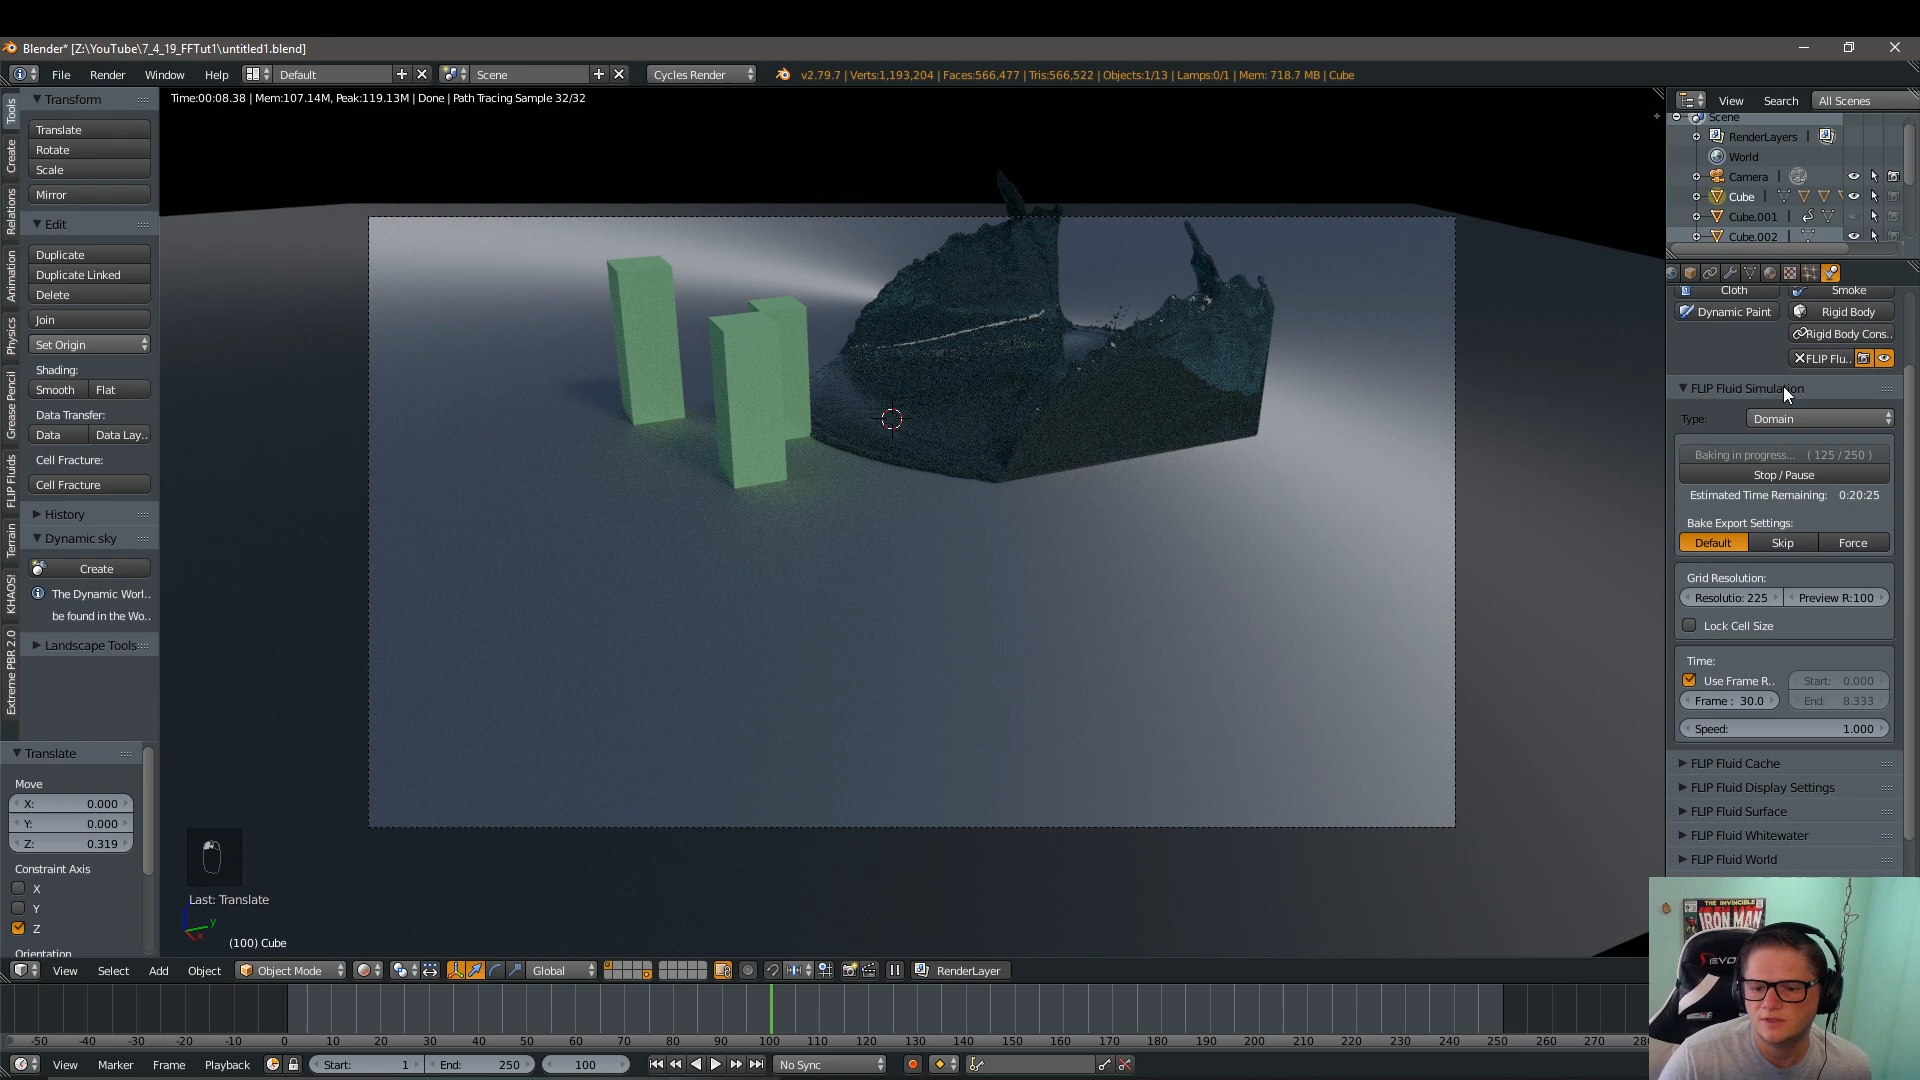 Blender* [Z:\YouTube\7_4_19_FFTut1\untitled1.blend]
File Render Window Help Default Scene Cycles Render v2.79.7 | Verts:1,193,204 | Faces:566,477 | Tris:566,522 | Objects:1/13 | Lamps:0/1 | Mem: 718.7 MB | Cube
Time:00:08.38 | Mem:107.14M, Peak:119.13M | Done | Path Tracing Sample 32/32
Tools
Create
Relations
Animation
Physics
Grease Pencil
FLIP Fluids
Terrain
KHAOS!
Extreme PBR 2.0
Transform
Translate
Rotate
Scale
Mirror
Edit
Duplicate
Duplicate Linked
Delete
Join
Set Origin
Shading:
Smooth Flat
Data Transfer:
Data Data Lay..
Cell Fracture:
Cell Fracture
History
Dynamic sky
Create
The Dynamic Worl..
be found in the Wo..
Landscape Tools
Translate
Move
X: 0.000
Y: 0.000
Z: 0.319
Constraint Axis
X
Y
Z
Orientation
Last: Translate
y
x
(100) Cube
View Search All Scenes
Scene
RenderLayers |
World
Camera |
Cube |
Cube.001 |
Cube.002 |
Cloth Smoke
Dynamic Paint Rigid Body
Rigid Body Cons..
FLIP Flu..
FLIP Fluid Simulation
Type: Domain
Baking in progress... ( 125 / 250 )
Stop / Pause
Estimated Time Remaining: 0:20:25
Bake Export Settings:
Default Skip Force
Grid Resolution:
Resolutio: 225 Preview R:100
Lock Cell Size
Time:
Use Frame R.. Start: 0.000
Frame : 30.0 End: 8.333
Speed: 1.000
FLIP Fluid Cache
FLIP Fluid Display Settings
FLIP Fluid Surface
FLIP Fluid Whitewater
FLIP Fluid World
THE INVINCIBLE
IRON MAN
View Select Add Object Object Mode Global RenderLayer
-50 -40 -30 -20 -10 0 10 20 30 40 50 60 70 80 90 100 110 120 130 140 150 160 170 180 190 200 210 220 230 240 250 260 270 28
View Marker Frame Playback Start: 1 End: 250 100 No Sync